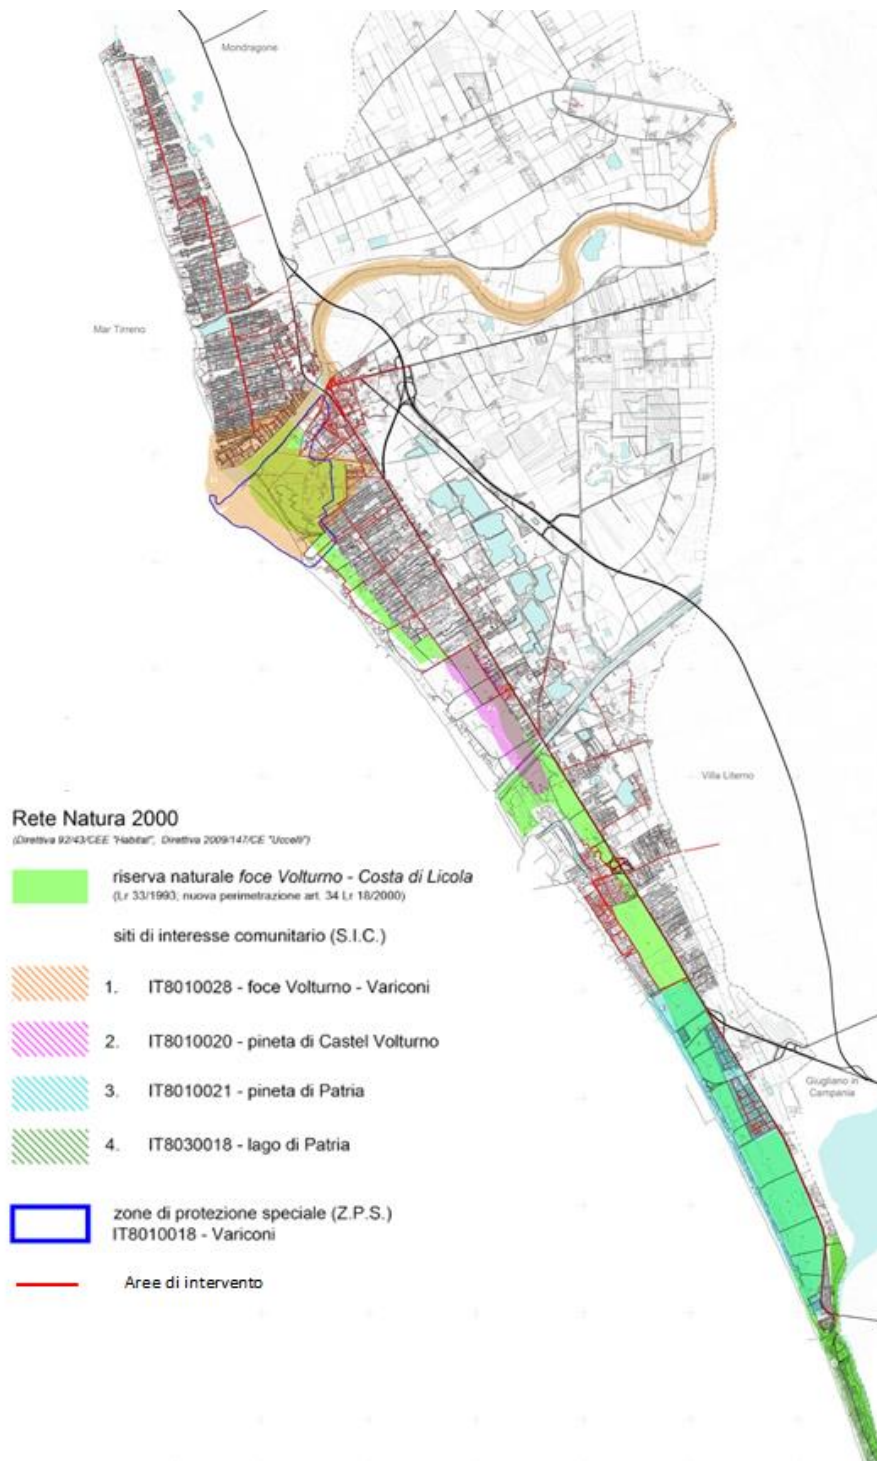 Mondragone
Mar Tirreno
Villa Literno
Rete Natura 2000
(Direttiva 92/43/CEE "Habitat", Direttiva 2009/147/CE "Uccelli")
riserva naturale foce Volturno - Costa di Licola
(Lr 33/1993; nuova perimetrazione art. 34 Lr 18/2000)
siti di interesse comunitario (S.I.C.)
1. IT8010028 - foce Volturno - Variconi
2. IT8010020 - pineta di Castel Volturno
3. IT8010021 - pineta di Patria
4. IT8030018 - lago di Patria
Giugliano in
Campania
zone di protezione speciale (Z.P.S.)
IT8010018 - Variconi
Aree di intervento